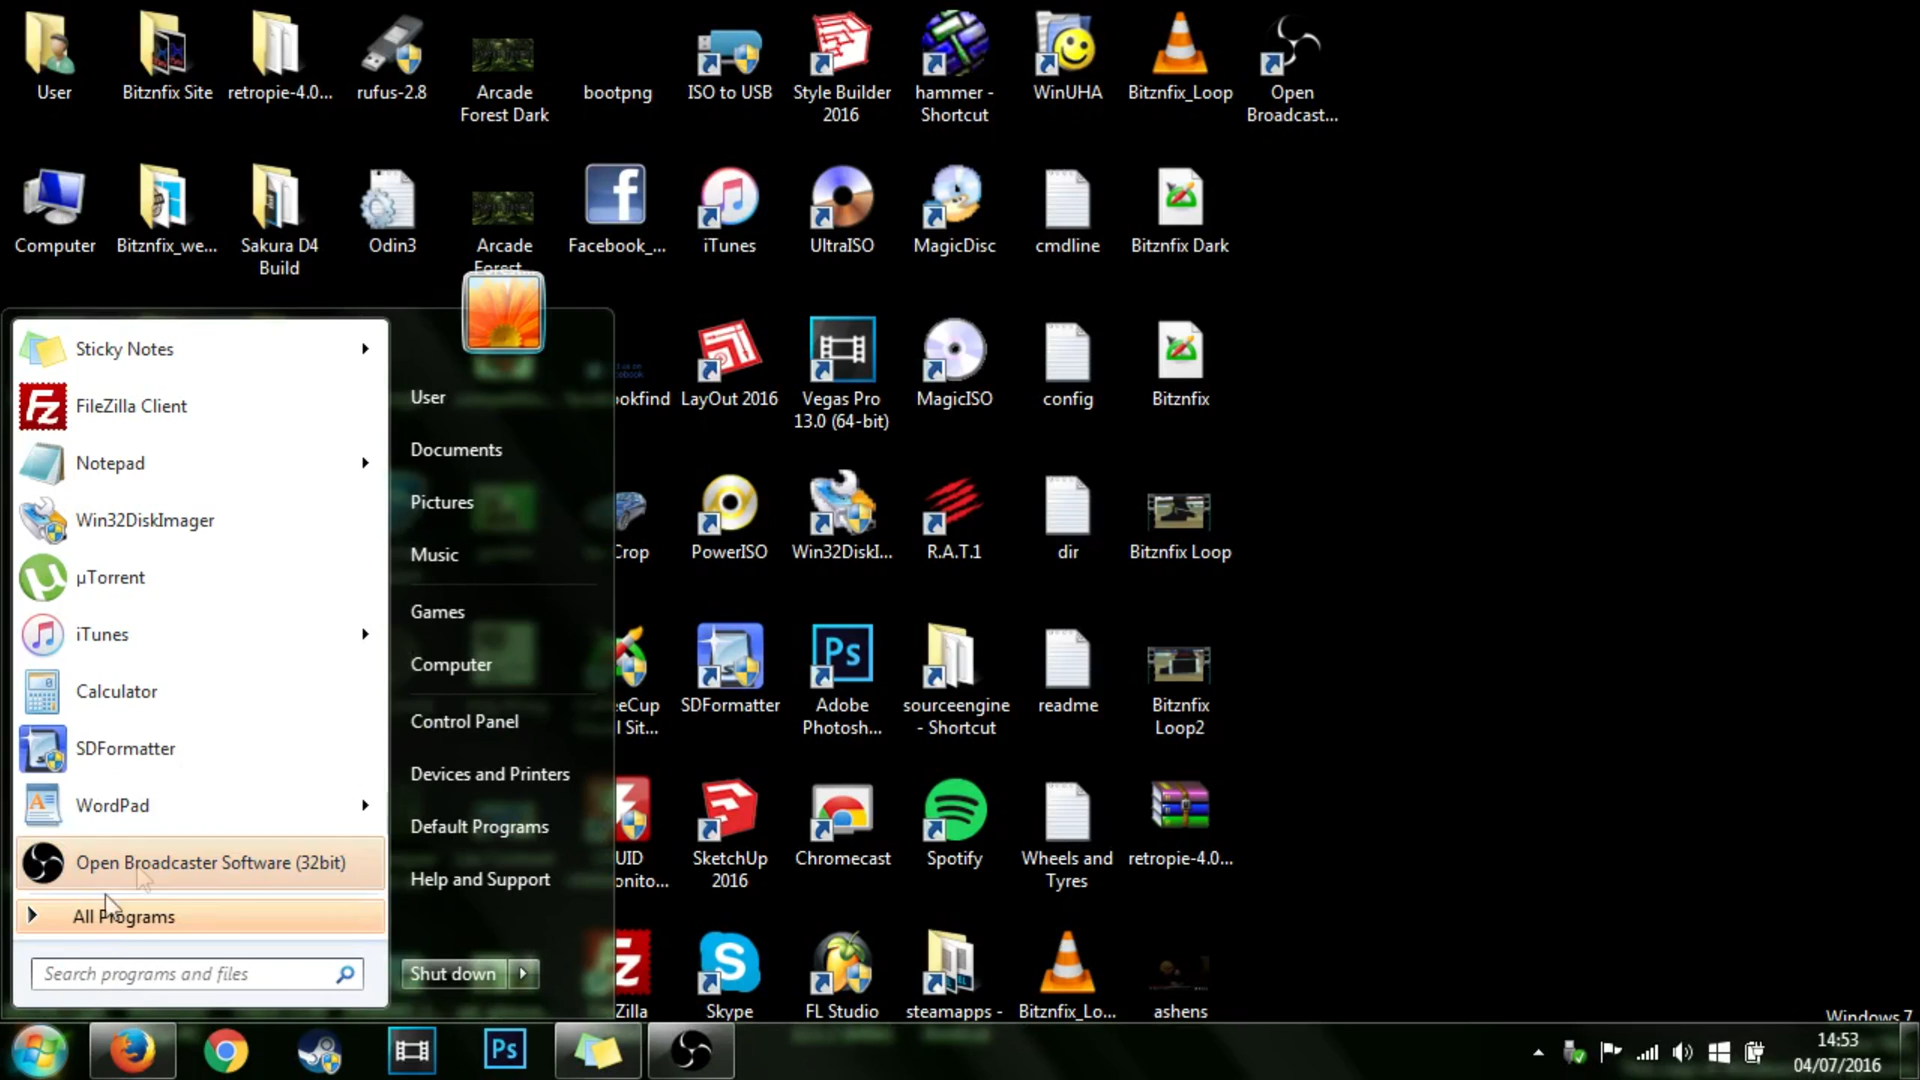 User
Bitznfix Site
retropie-4.0...
rufus-2.8
Arcade
Forest Dark
bootpng
ISO to USB
Style Builder
2016
hammer -
Shortcut
WinUHA
Bitznfix_Loop
Open
Broadcast...
Computer
Bitznfix_we...
Sakura D4
Build
Odin3
Arcade
Forest...
Facebook_...
iTunes
UltraISO
MagicDisc
cmdline
Bitznfix Dark
ookfind
LayOut 2016
Vegas Pro
13.0 (64-bit)
MagicISO
config
Bitznfix
Crop
PowerISO
Win32DiskI...
R.A.T.1
dir
Bitznfix Loop
eeCup
l Sit...
SDFormatter
Ps
Adobe
Photosh...
sourceengine
- Shortcut
readme
Bitznfix
Loop2
UID
onito...
SketchUp
2016
Chromecast
Spotify
Wheels and
Tyres
retropie-4.0...
Zilla
Skype
FL Studio
steamapps -
Bitznfix_Lo...
ashens
Sticky Notes
FileZilla Client
Notepad
Win32DiskImager
µTorrent
iTunes
Calculator
SDFormatter
WordPad
Open Broadcaster Software (32bit)
All Programs
Search programs and files
User
Documents
Pictures
Music
Games
Computer
Control Panel
Devices and Printers
Default Programs
Help and Support
Shut down
Windows 7
Ps
14:53
04/07/2016